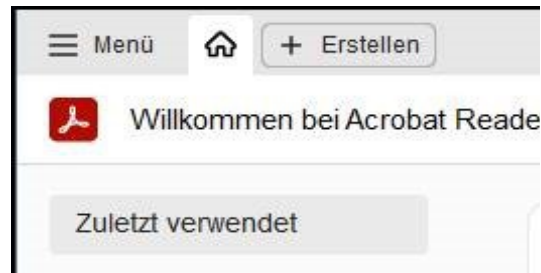 Menü + Erstellen
Willkommen bei Acrobat Reade
Zuletzt verwendet